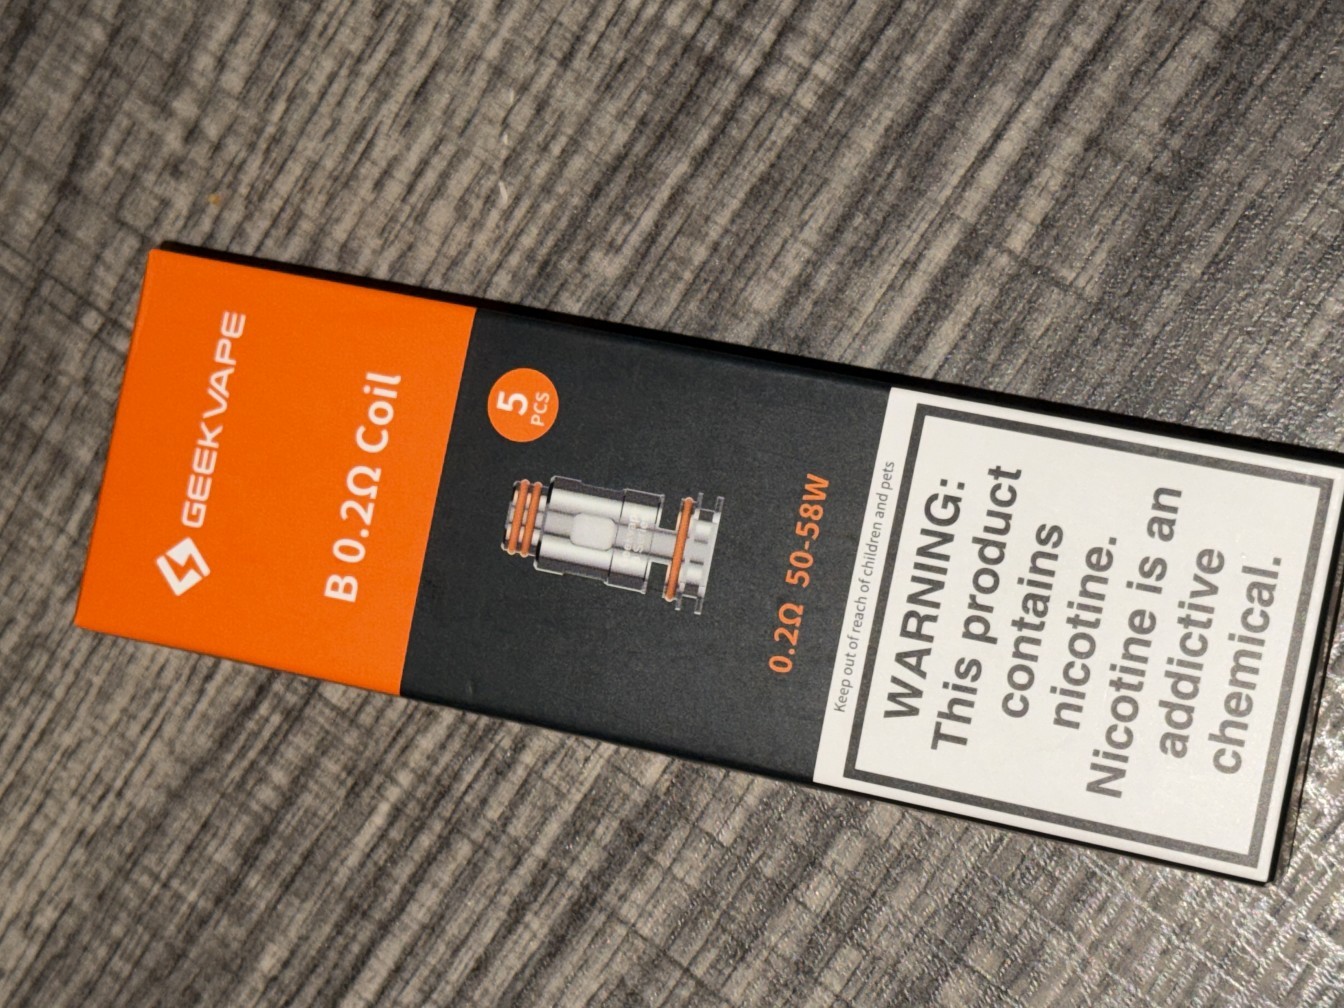 GEEKVAPE
B 0.2Ω Coil
5
PCS
0.2Ω 50-58W
Keep out of reach of children and pets
WARNING:
This product
contains
nicotine.
Nicotine is an
addictive
chemical.